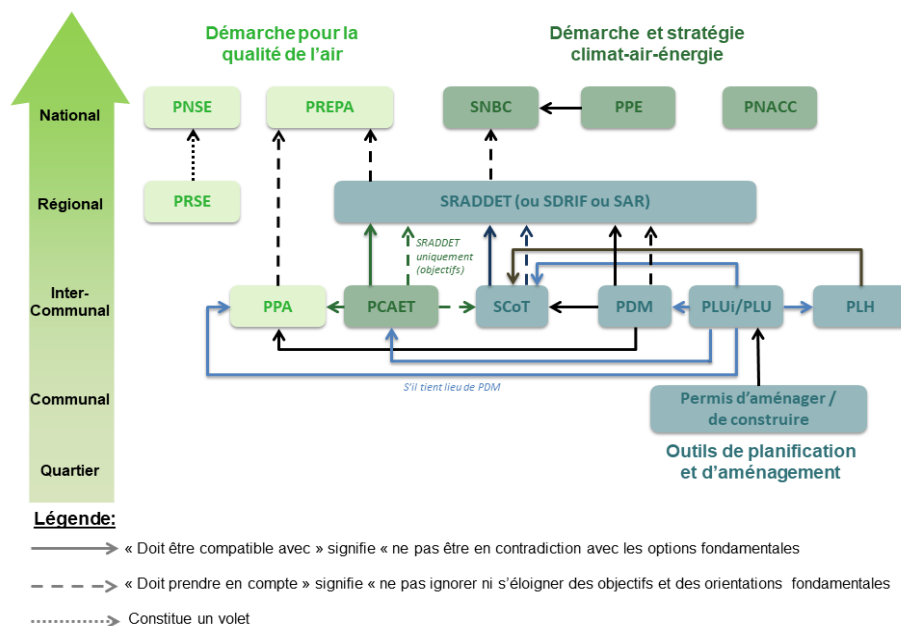 Démarche pour la
qualité de l'air
Démarche et stratégie
climat-air-énergie
National
PNSE
PREPA
SNBC
PPE
PNACC
Régional
PRSE
SRADDET (ou SDRIF ou SAR)
SRADDET
uniquement
(objectifs)
Inter-
Communal
PPA
PCAET
SCoT
PDM
PLUi/PLU
PLH
S'il tient lieu de PDM
Communal
Permis d'aménager /
de construire
Quartier
Outils de planification
et d'aménagement
Légende:
« Doit être compatible avec » signifie « ne pas être en contradiction avec les options fondamentales
« Doit prendre en compte » signifie « ne pas ignorer ni s'éloigner des objectifs et des orientations fondamentales
Constitue un volet